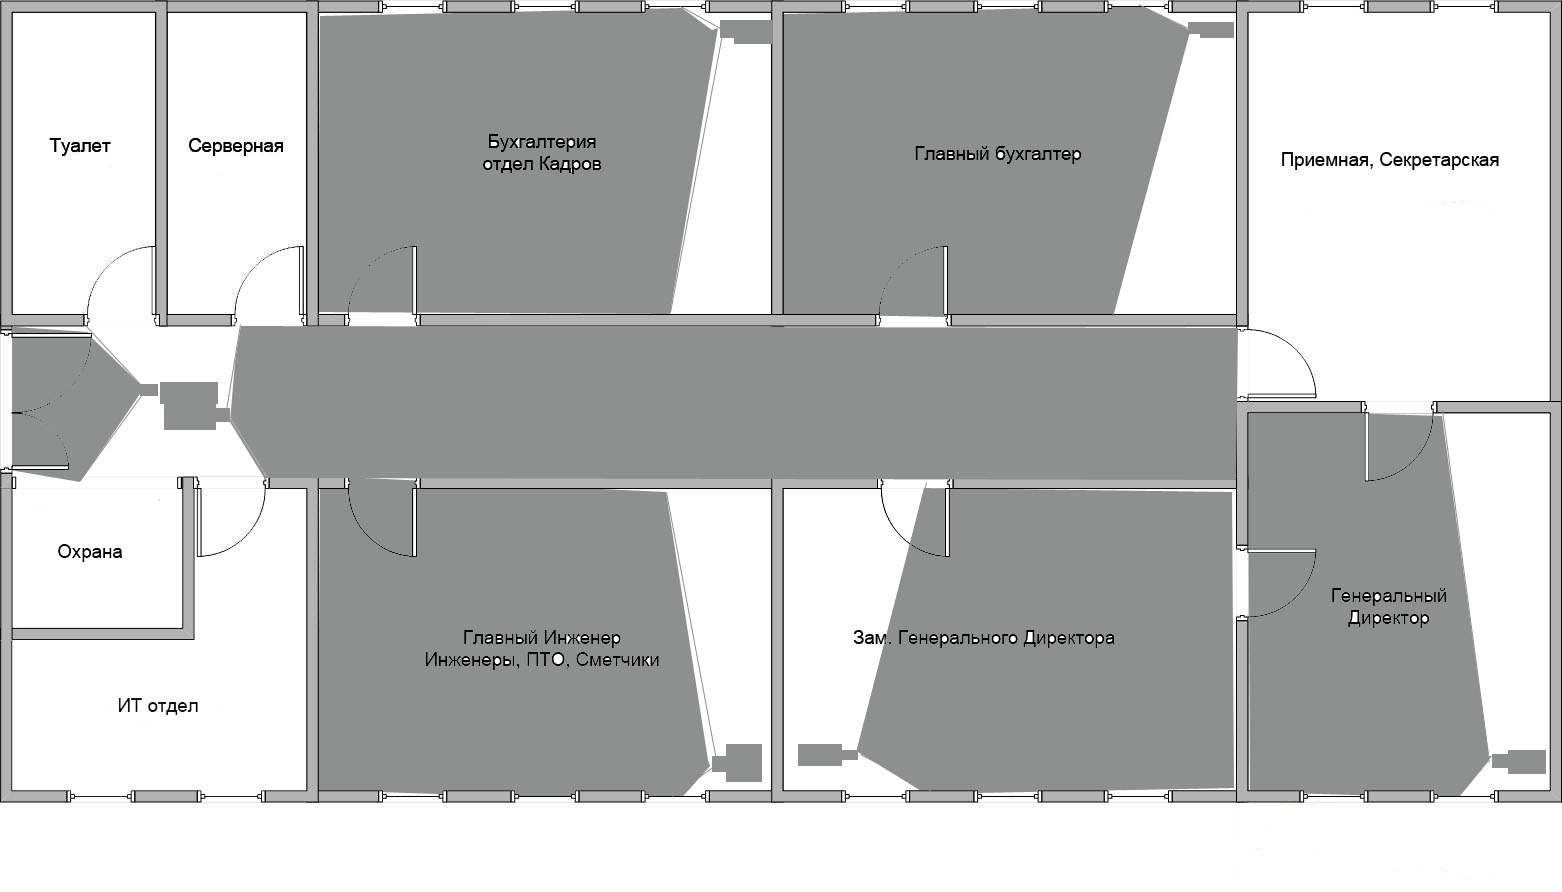 Туалет
Серверная
Бухгалтерия
отдел Кадров
Главный бухгалтер
Приемная, Секретарская
Охрана
ИТ отдел
Главный Инженер
Инженеры, ПТО, Сметчики
Зам. Генерального Директора
Генеральный
Директор